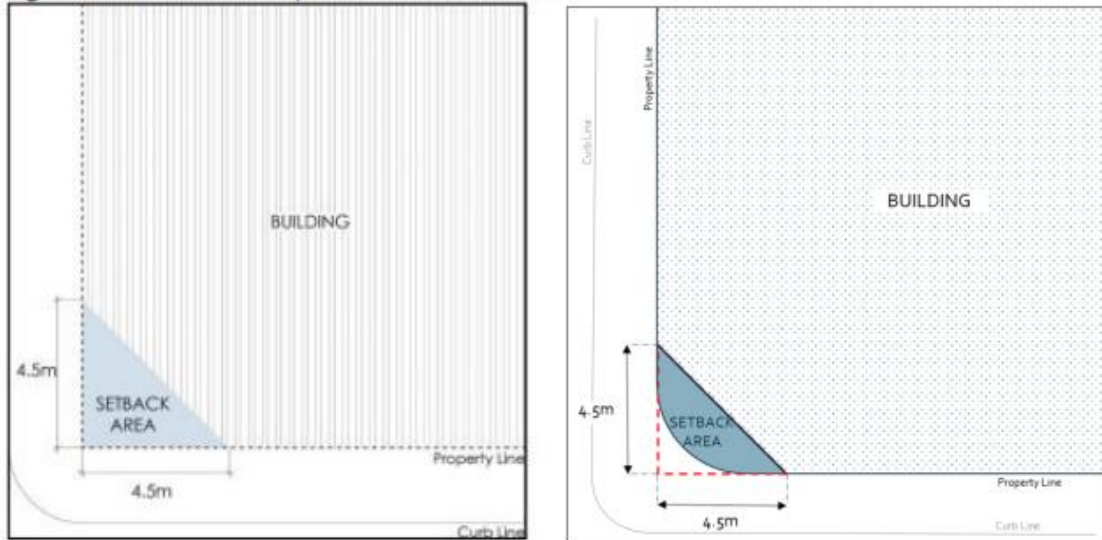 BUILDING
4.5m
SETBACK
AREA
Property Line
4.5m
Curb Line
Property Line
Curb Line
BUILDING
4.5m
SETBACK
AREA
Property Line
4.5m
Curb Line